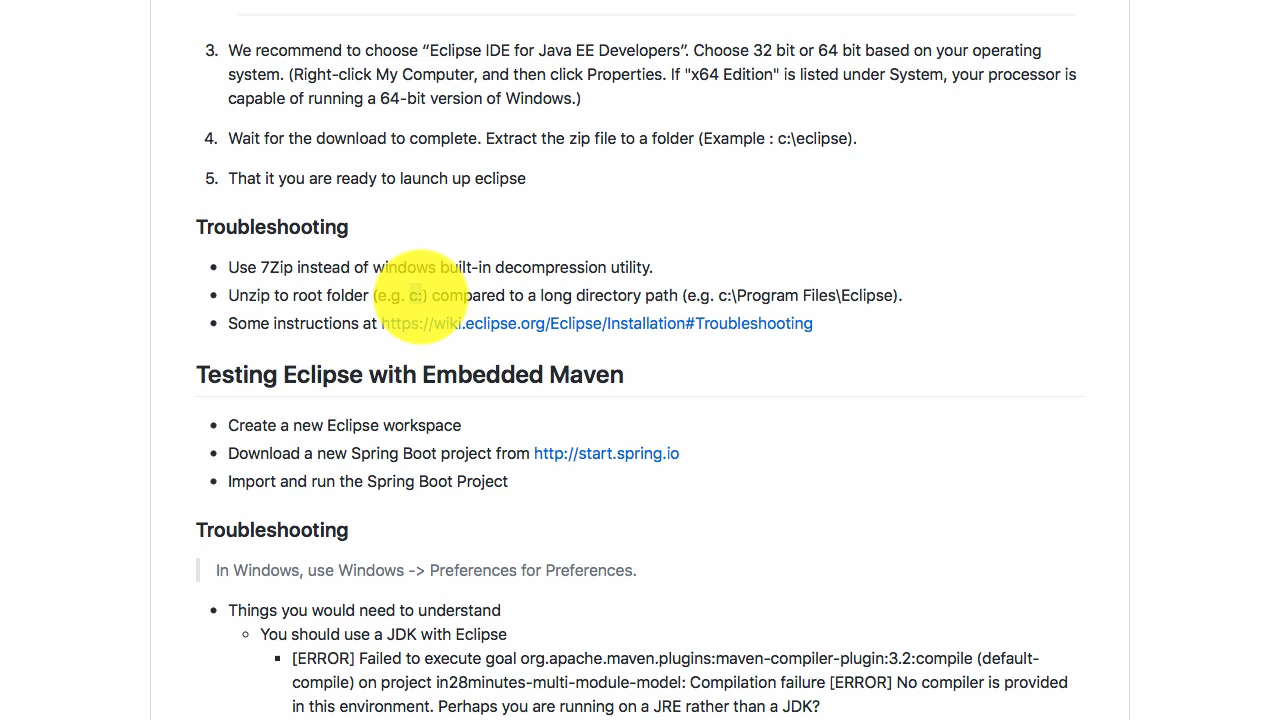 3. We recommend to choose “Eclipse IDE for Java EE Developers”. Choose 32 bit or 64 bit based on your operating
system. (Right-click My Computer, and then click Properties. If "x64 Edition" is listed under System, your processor is
capable of running a 64-bit version of Windows.)
4. Wait for the download to complete. Extract the zip file to a folder (Example : c:\eclipse).
5. That it you are ready to launch up eclipse
Troubleshooting
• Use 7Zip instead of windows built-in decompression utility.
• Unzip to root folder (e.g. c:) compared to a long directory path (e.g. c:\Program Files\Eclipse).
• Some instructions at https://wiki.eclipse.org/Eclipse/Installation#Troubleshooting
Testing Eclipse with Embedded Maven
• Create a new Eclipse workspace
• Download a new Spring Boot project from http://start.spring.io
• Import and run the Spring Boot Project
Troubleshooting
In Windows, use Windows -> Preferences for Preferences.
• Things you would need to understand
◦ You should use a JDK with Eclipse
▪ [ERROR] Failed to execute goal org.apache.maven.plugins:maven-compiler-plugin:3.2:compile (default-
compile) on project in28minutes-multi-module-model: Compilation failure [ERROR] No compiler is provided
in this environment. Perhaps you are running on a JRE rather than a JDK?